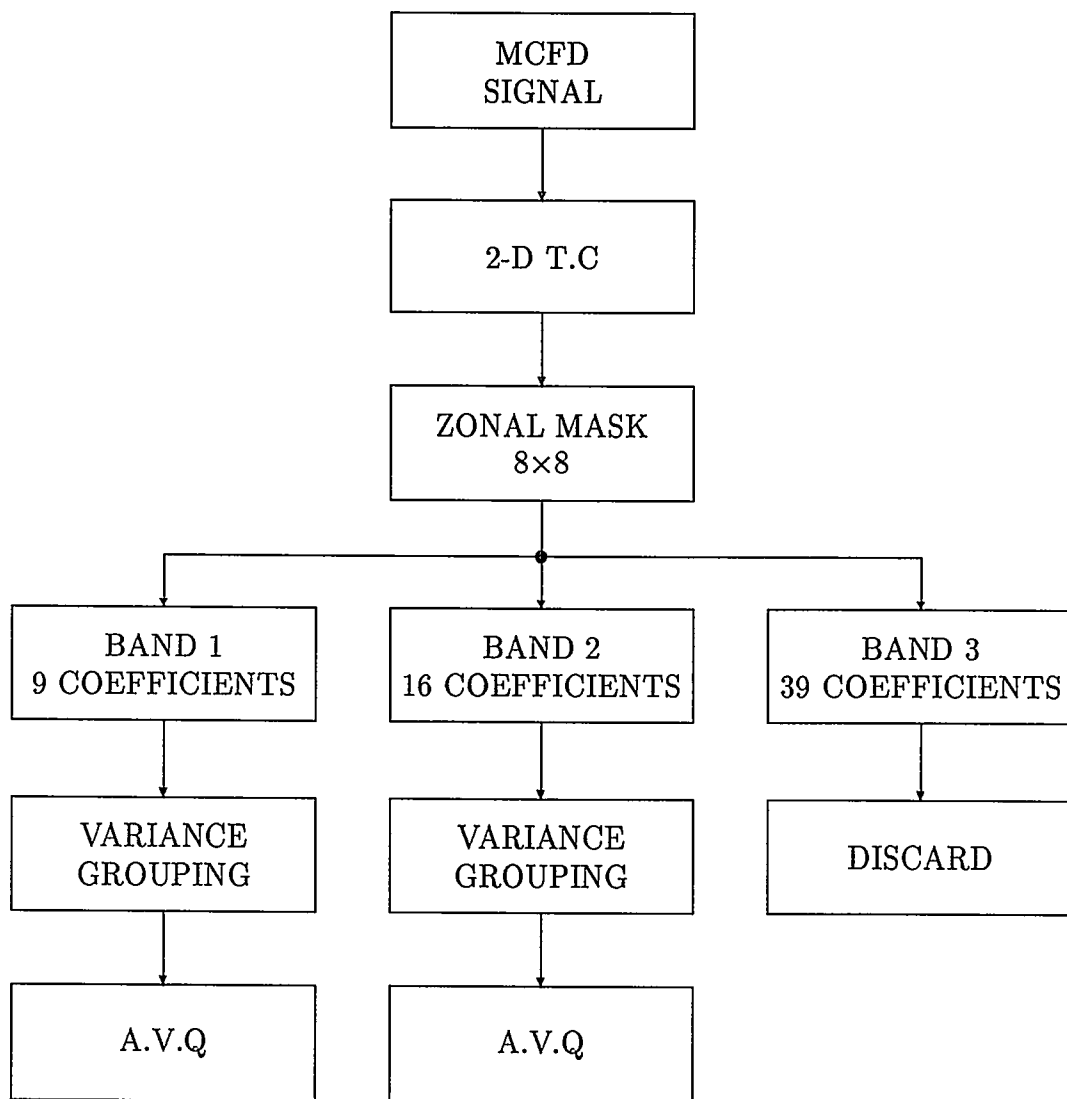 MCFD
SIGNAL
2-D T.C
ZONAL MASK
8×8
BAND 1
9 COEFFICIENTS
BAND 2
16 COEFFICIENTS
BAND 3
39 COEFFICIENTS
VARIANCE
GROUPING
VARIANCE
GROUPING
DISCARD
A.V.Q
A.V.Q